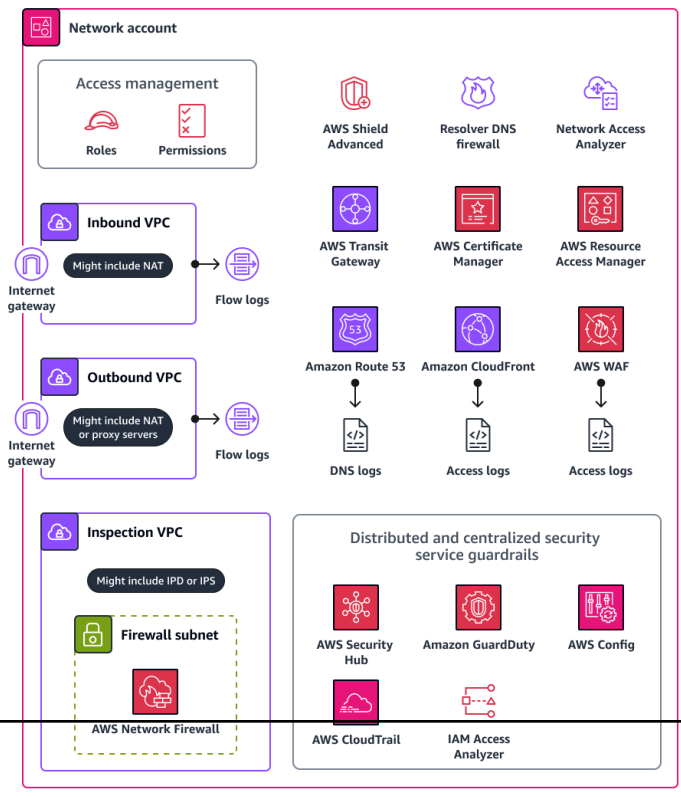 Network account
Access management
Roles
Permissions
AWS Shield
Advanced
Resolver DNS
firewall
Network Access
Analyzer
Inbound VPC
Might include NAT
Internet
gateway
Flow logs
AWS Transit
Gateway
AWS Certificate
Manager
AWS Resource
Access Manager
Outbound VPC
Might include NAT
or proxy servers
Internet
gateway
Flow logs
53
Amazon Route 53
Amazon CloudFront
AWS WAF
DNS logs
Access logs
Access logs
Inspection VPC
Might include IPD or IPS
Firewall subnet
AWS Network Firewall
Distributed and centralized security
service guardrails
AWS Security
Hub
Amazon GuardDuty
AWS Config
AWS CloudTrail
IAM Access
Analyzer